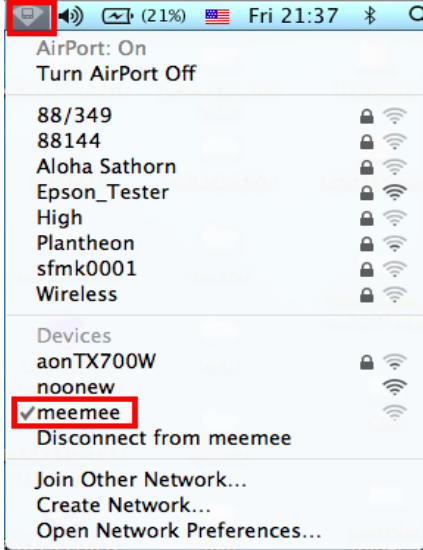 (21%) Fri 21:37
AirPort: On
Turn AirPort Off
88/349
88144
Aloha Sathorn
Epson_Tester
High
Plantheon
sfmk0001
Wireless
Devices
aonTX700W
noonew
meemee
Disconnect from meemee
Join Other Network...
Create Network...
Open Network Preferences...